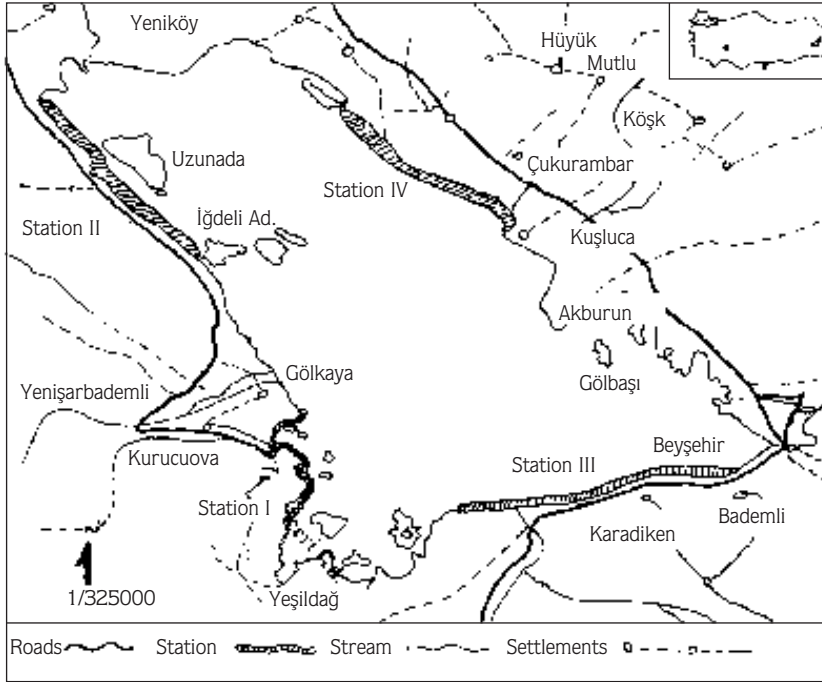 Yeniköy
Hüyük
Mutlu
Köşk
Uzunada
Çukurambar
Station IV
Station II
İğdeli Ad.
Kuşluca
Akburun
Gölkaya
Gölbaşı
Yenişarbademli
Beyşehir
Kurucuova
Station III
Station I
Bademli
Karadiken
1/325000
Yeşildağ
Roads Station Stream Settlements